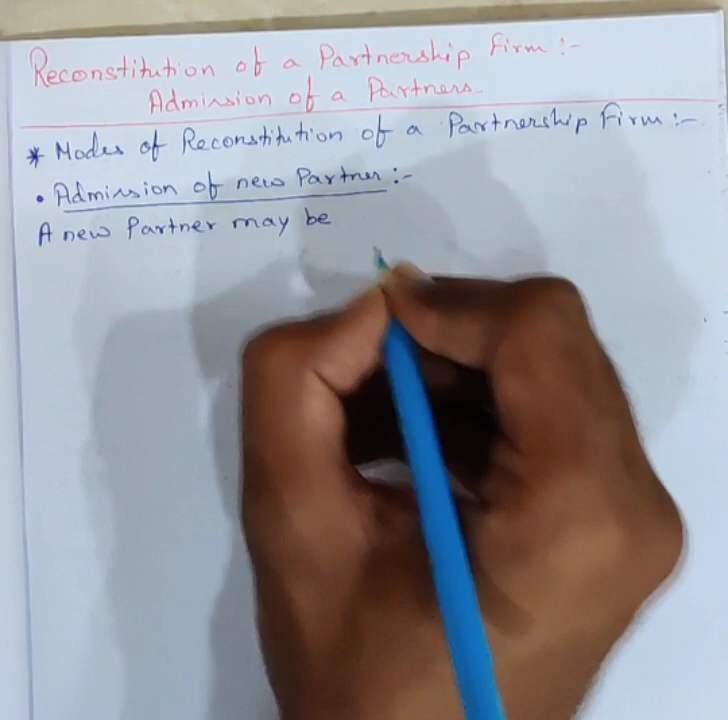 Reconstitution of a Partnership Firm :-
Admission of a Partners.
* Modes of Reconstitution of a Partnership Firm :-
• Admission of new Partner :-
A new Partner may be